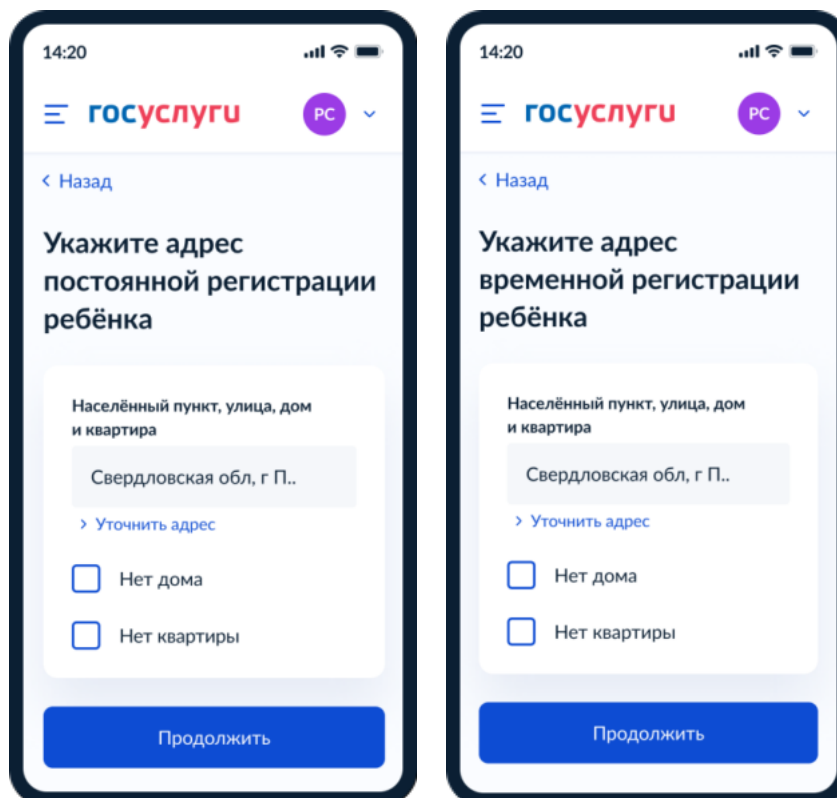 14:20
госуслуги
РС
Назад
Укажите адрес
постоянной регистрации
ребёнка
Населённый пункт, улица, дом
и квартира
Свердловская обл, г П..
Уточнить адрес
Нет дома
Нет квартиры
Продолжить
14:20
госуслуги
РС
Назад
Укажите адрес
временной регистрации
ребёнка
Населённый пункт, улица, дом
и квартира
Свердловская обл, г П..
Уточнить адрес
Нет дома
Нет квартиры
Продолжить